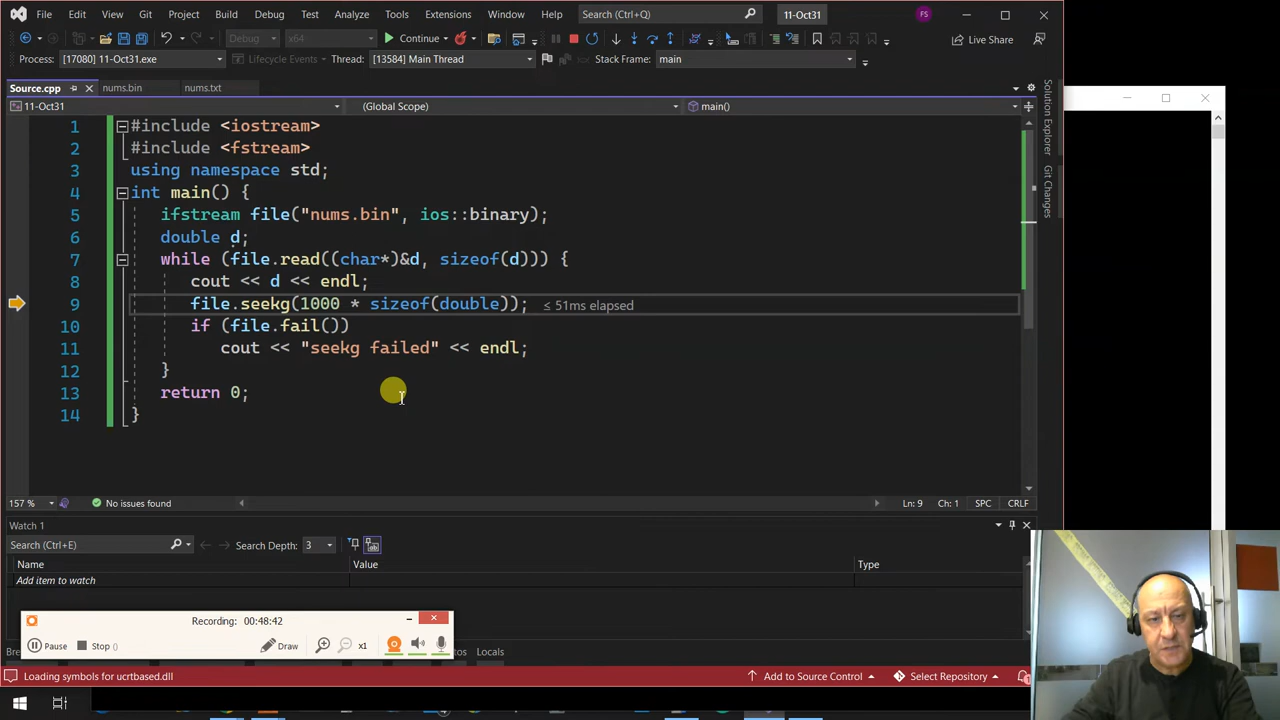 File Edit View Git Project Build Debug Test Analyze Tools Extensions Window Help Search (Ctrl+Q) 11-Oct31 FS
Debug x64 Continue Live Share
Process: [17080] 11-Oct31.exe Lifecycle Events Thread: [13584] Main Thread Stack Frame: main
Source.cpp nums.bin nums.txt
11-Oct31 (Global Scope) main()
1 #include <iostream>
2 #include <fstream>
3 using namespace std;
4 int main() {
5 ifstream file("nums.bin", ios::binary);
6 double d;
7 while (file.read((char*)&d, sizeof(d))) {
8 cout << d << endl;
9 file.seekg(1000 * sizeof(double)); ≤ 51ms elapsed
10 if (file.fail())
11 cout << "seekg failed" << endl;
12 }
13 return 0;
14 }
Solution Explorer
Git Changes
157 % No issues found Ln: 9 Ch: 1 SPC CRLF
Watch 1
Search (Ctrl+E) Search Depth: 3
Name Value Type
Add item to watch
Recording: 00:48:42
Pause Stop () Draw x1
Locals
Loading symbols for ucrtbased.dll Add to Source Control Select Repository